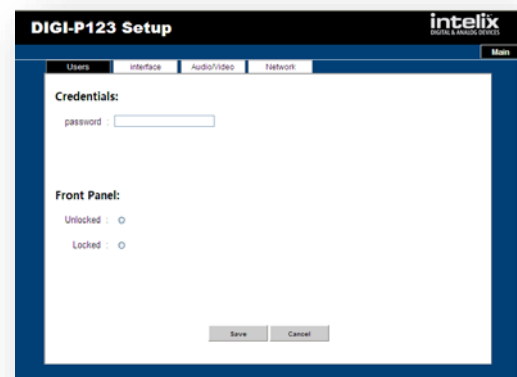 DIGI-P123 Setup
intelix
DIGITAL & ANALOG DEVICES
Main
Users Interface Audio/Video Network
Credentials:
password :
Front Panel:
Unlocked :
Locked :
Save Cancel